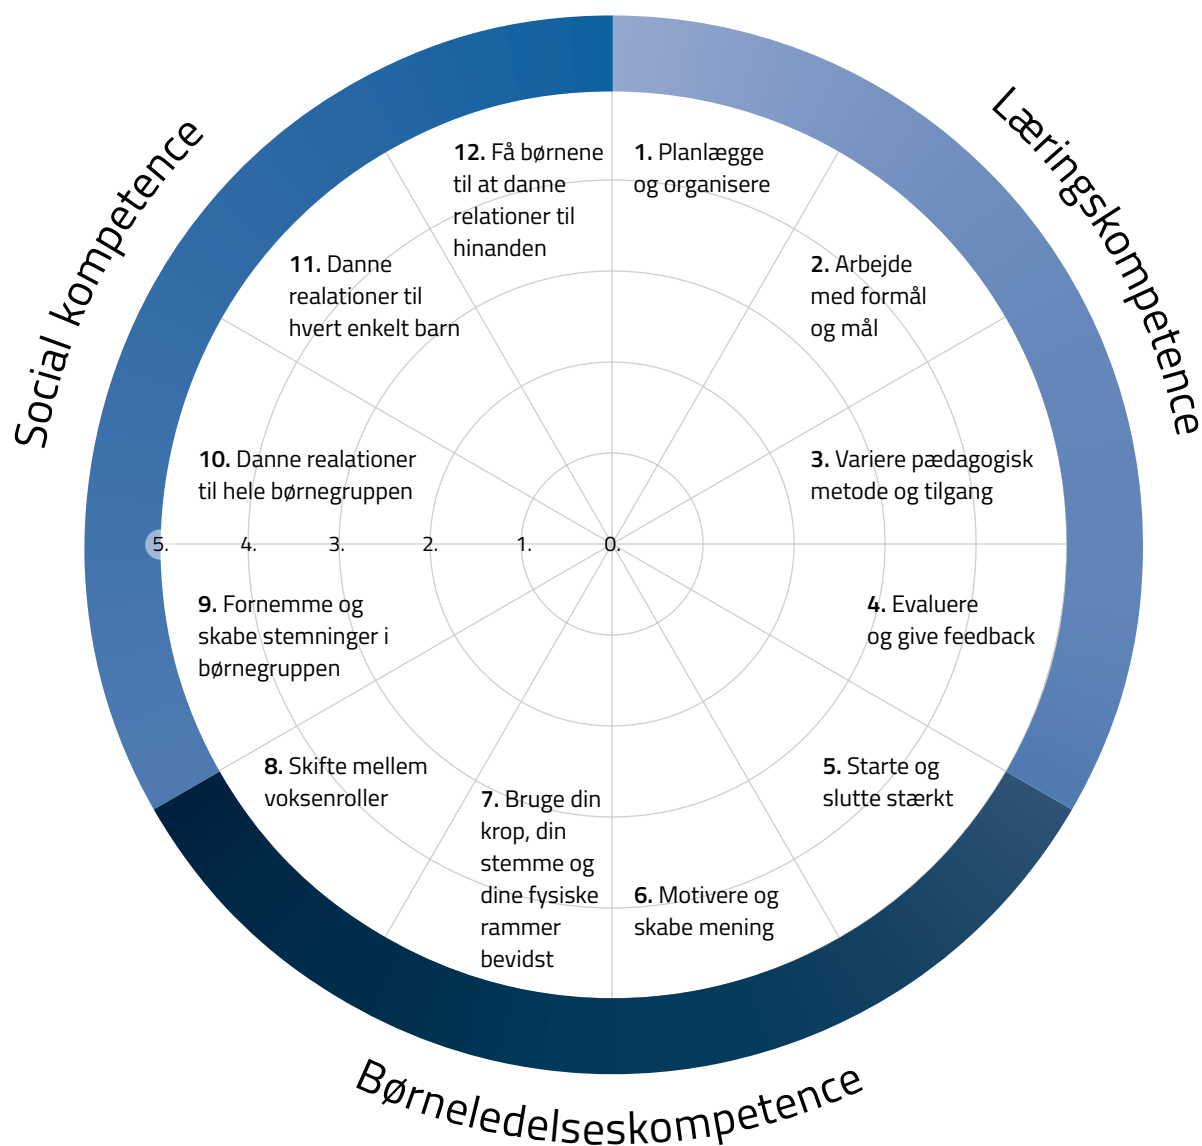 Social kompetence
Læringskompetence
Børneledelseskompetence
1. Planlægge
og organisere
2. Arbejde
med formål
og mål
3. Variere pædagogisk
metode og tilgang
4. Evaluere
og give feedback
5. Starte og
slutte stærkt
6. Motivere og
skabe mening
7. Bruge din
krop, din
stemme og
dine fysiske
rammer
bevidst
8. Skifte mellem
voksenroller
9. Fornemme og
skabe stemninger i
børnegruppen
10. Danne realationer
til hele børnegruppen
11. Danne
realationer til
hvert enkelt barn
12. Få børnene
til at danne
relationer til
hinanden
5. 4. 3. 2. 1. 0.